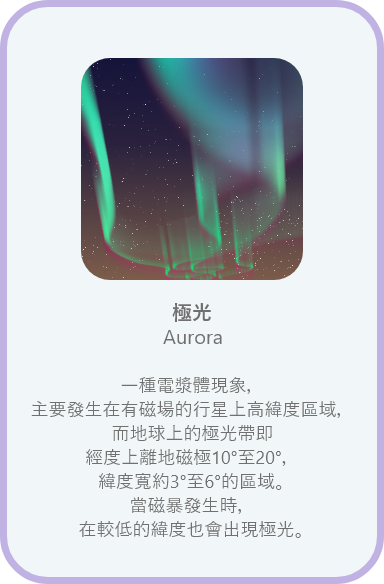 極光
Aurora
一種電漿體現象,
主要發生在有磁場的行星上高緯度區域,
而地球上的極光帶即
經度上離地磁極10°至20°,
緯度寬約3°至6°的區域。
當磁暴發生時,
在較低的緯度也會出現極光。